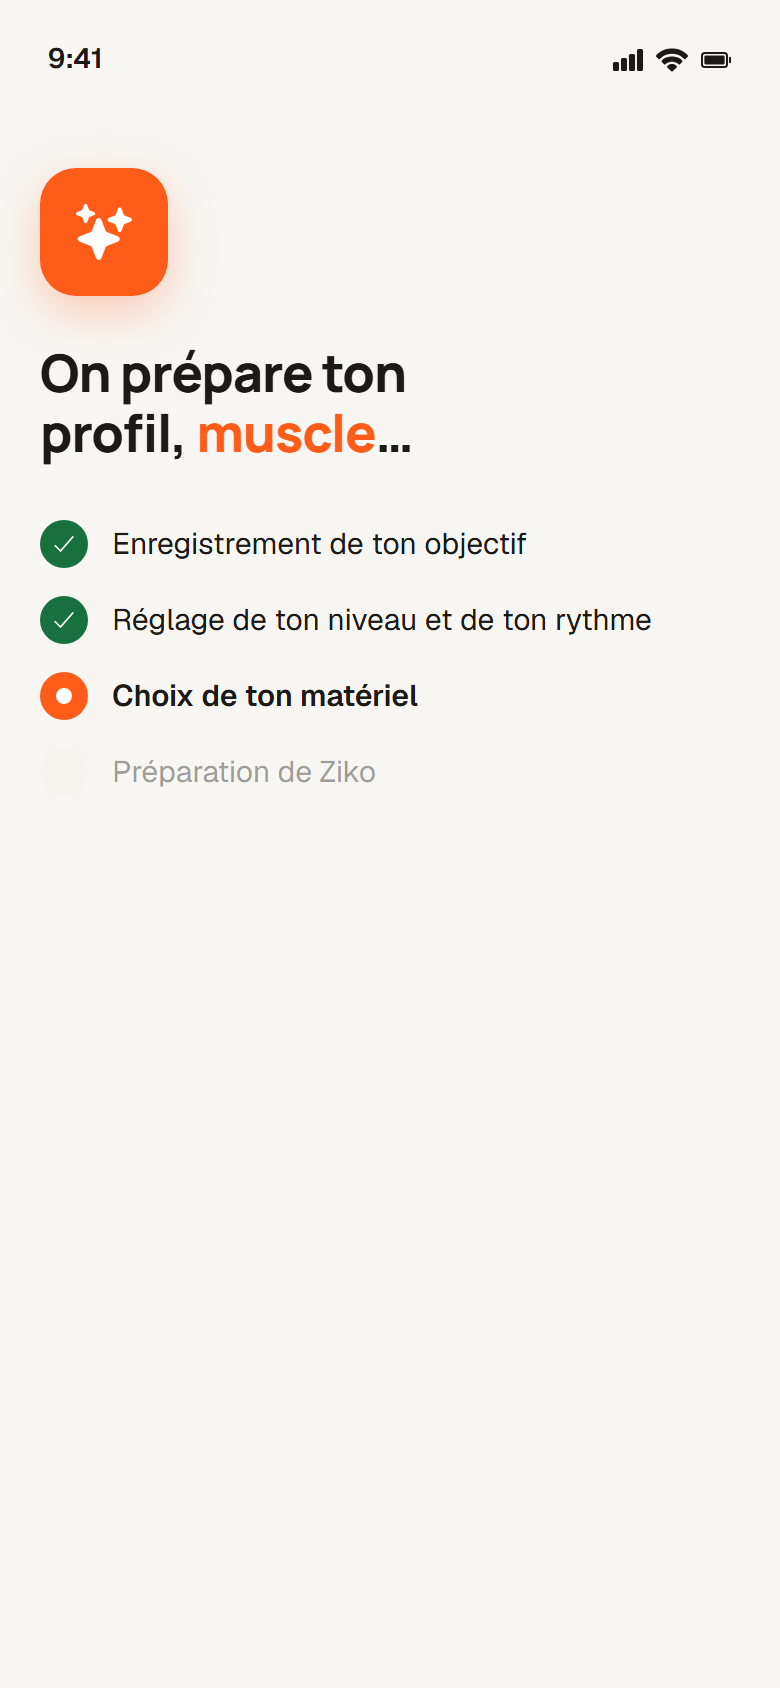 9:41
On prépare ton
profil, muscle...
Enregistrement de ton objectif
Réglage de ton niveau et de ton rythme
Choix de ton matériel
Préparation de Ziko